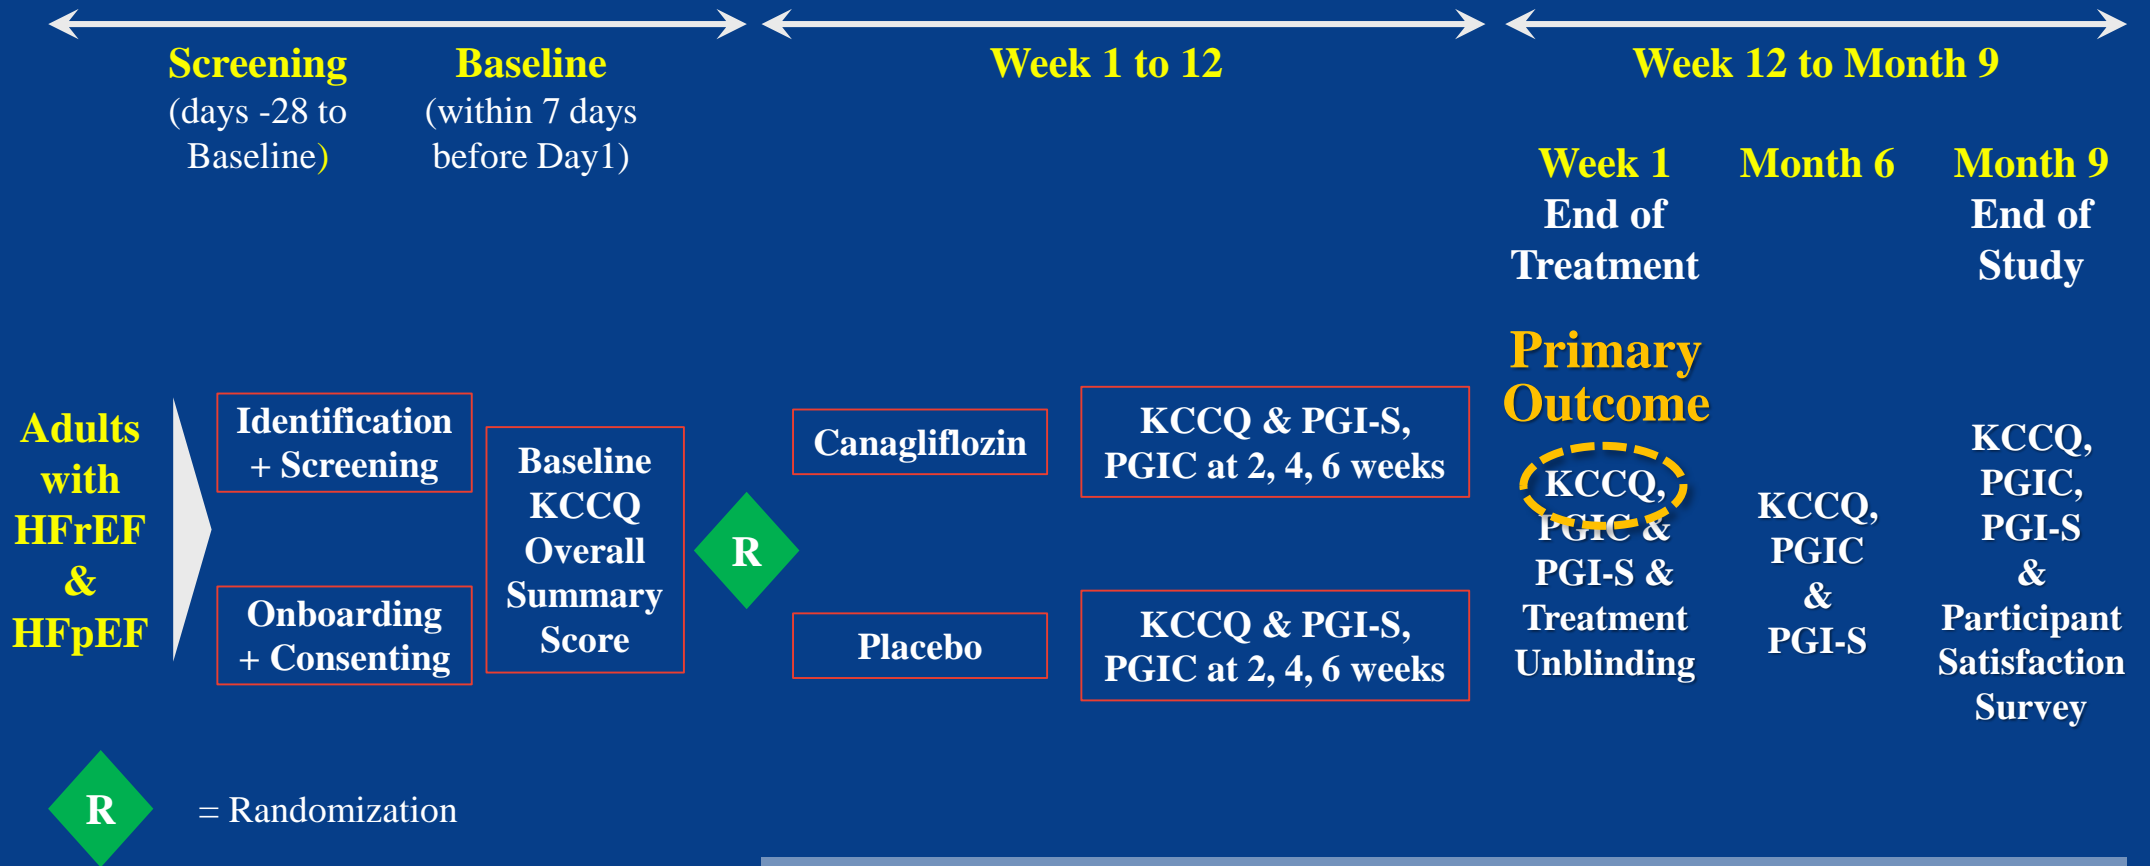 Screening
(days -28 to
Baseline)
Baseline
(within 7 days
before Day1)
Week 1 to 12
Week 12 to Month 9
Week 1
End of
Treatment
Month 6
Month 9
End of
Study
Adults
with
HFrEF
&
HFpEF
Identification
+ Screening
Onboarding
+ Consenting
Baseline
KCCQ
Overall
Summary
Score
R
Canagliflozin
KCCQ & PGI-S,
PGIC at 2, 4, 6 weeks
Placebo
KCCQ & PGI-S,
PGIC at 2, 4, 6 weeks
Primary
Outcome
KCCQ,
PGIC &
PGI-S &
Treatment
Unblinding
KCCQ,
PGIC
&
PGI-S
KCCQ,
PGIC,
PGI-S
&
Participant
Satisfaction
Survey
R
= Randomization